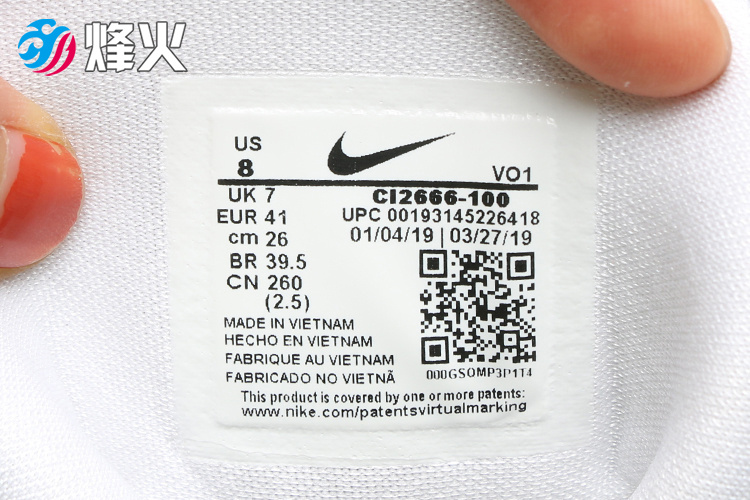 烽火
US
8
VO1
UK 7
CI2666-100
EUR 41
UPC 00193145226418
cm 26
01/04/19 | 03/27/19
BR 39.5
CN 260
(2.5)
MADE IN VIETNAM
HECHO EN VIETNAM
FABRIQUE AU VIETNAM
FABRICADO NO VIETNÃ
000GSOMP3P1T4
This product is covered by one or more patents:
www.nike.com/patentsvirtualmarking